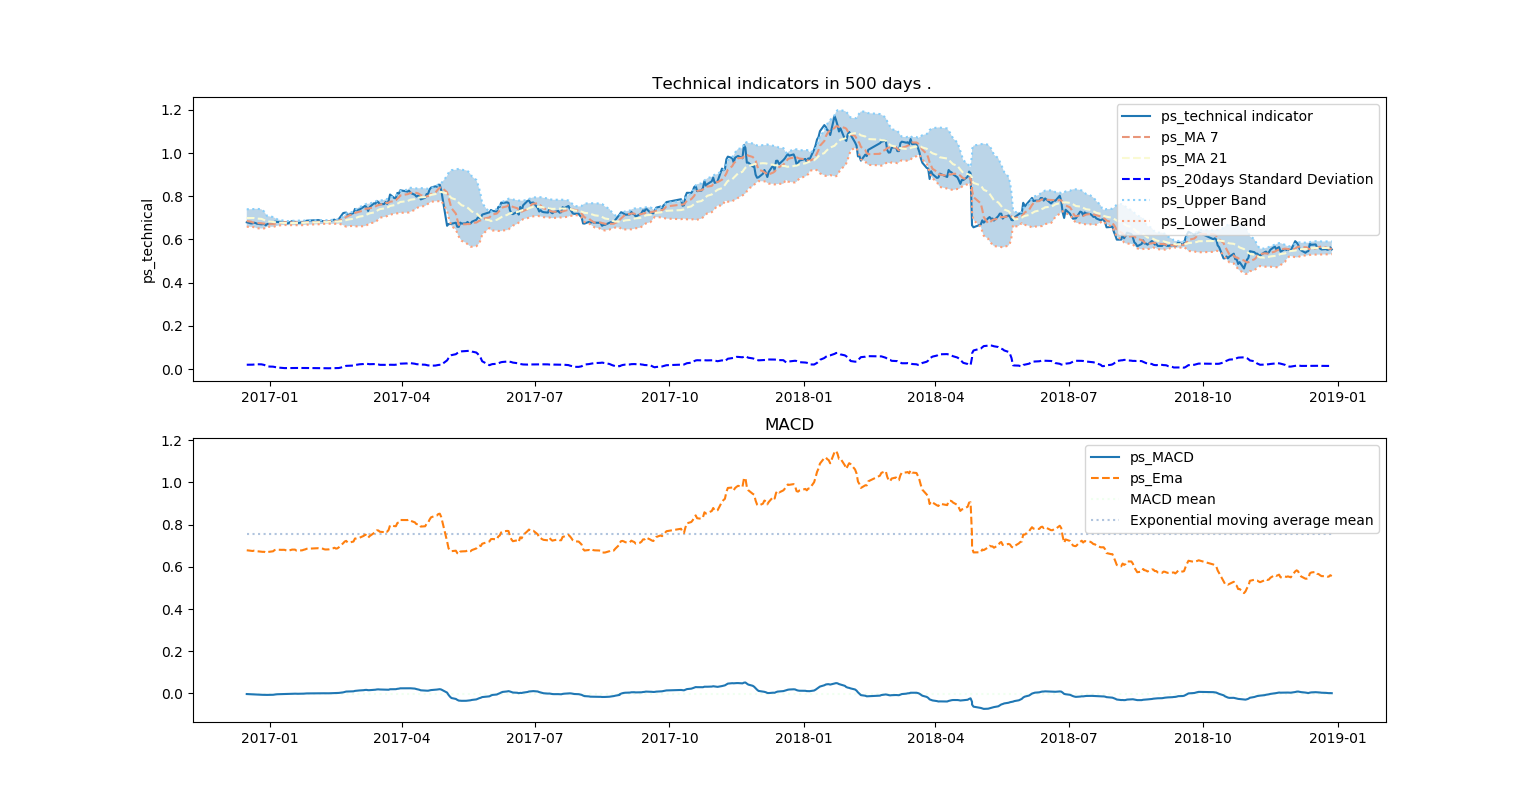 Technical indicators in 500 days .
ps_technical
1.2
1.0
0.8
0.6
0.4
0.2
0.0
ps_technical indicator
ps_MA 7
ps_MA 21
ps_20days Standard Deviation
ps_Upper Band
ps_Lower Band
2017-01 2017-04 2017-07 2017-10 2018-01 2018-04 2018-07 2018-10 2019-01
MACD
1.2
1.0
0.8
0.6
0.4
0.2
0.0
ps_MACD
ps_Ema
MACD mean
Exponential moving average mean
2017-01 2017-04 2017-07 2017-10 2018-01 2018-04 2018-07 2018-10 2019-01